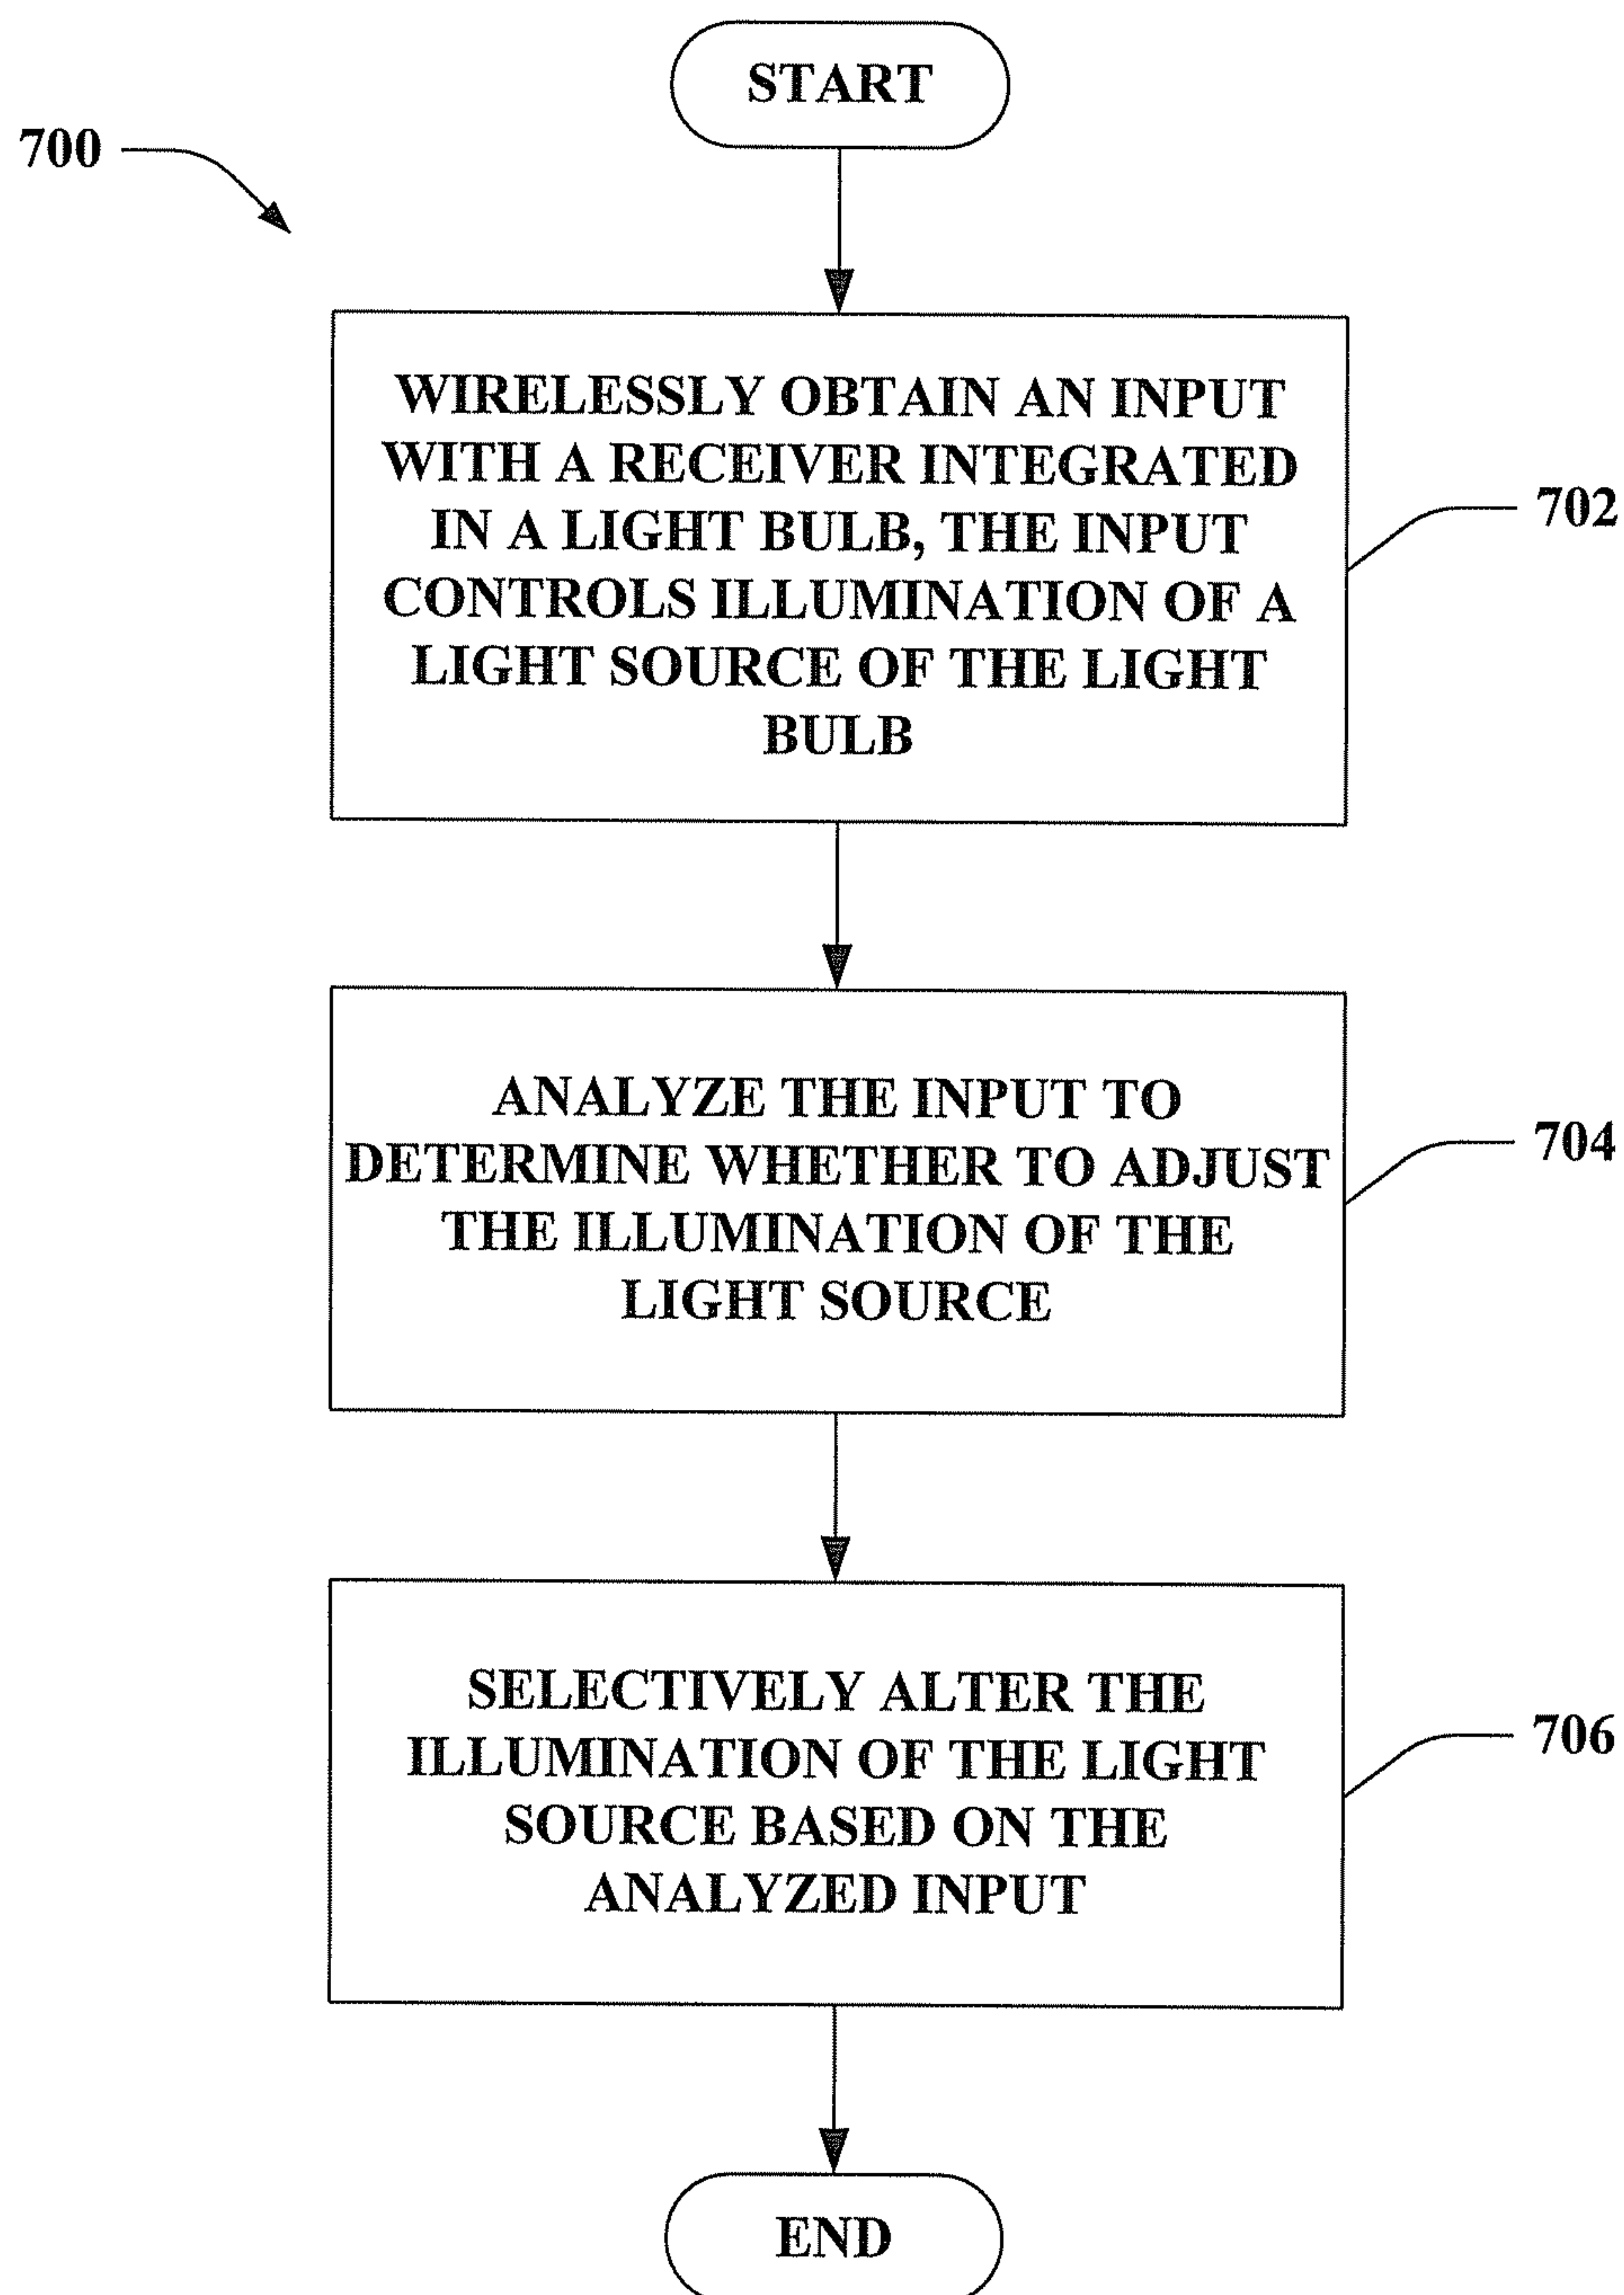 START
700
WIRELESSLY OBTAIN AN INPUT
WITH A RECEIVER INTEGRATED
IN A LIGHT BULB, THE INPUT
CONTROLS ILLUMINATION OF A
LIGHT SOURCE OF THE LIGHT
BULB
702
ANALYZE THE INPUT TO
DETERMINE WHETHER TO ADJUST
THE ILLUMINATION OF THE
LIGHT SOURCE
704
SELECTIVELY ALTER THE
ILLUMINATION OF THE LIGHT
SOURCE BASED ON THE
ANALYZED INPUT
706
END